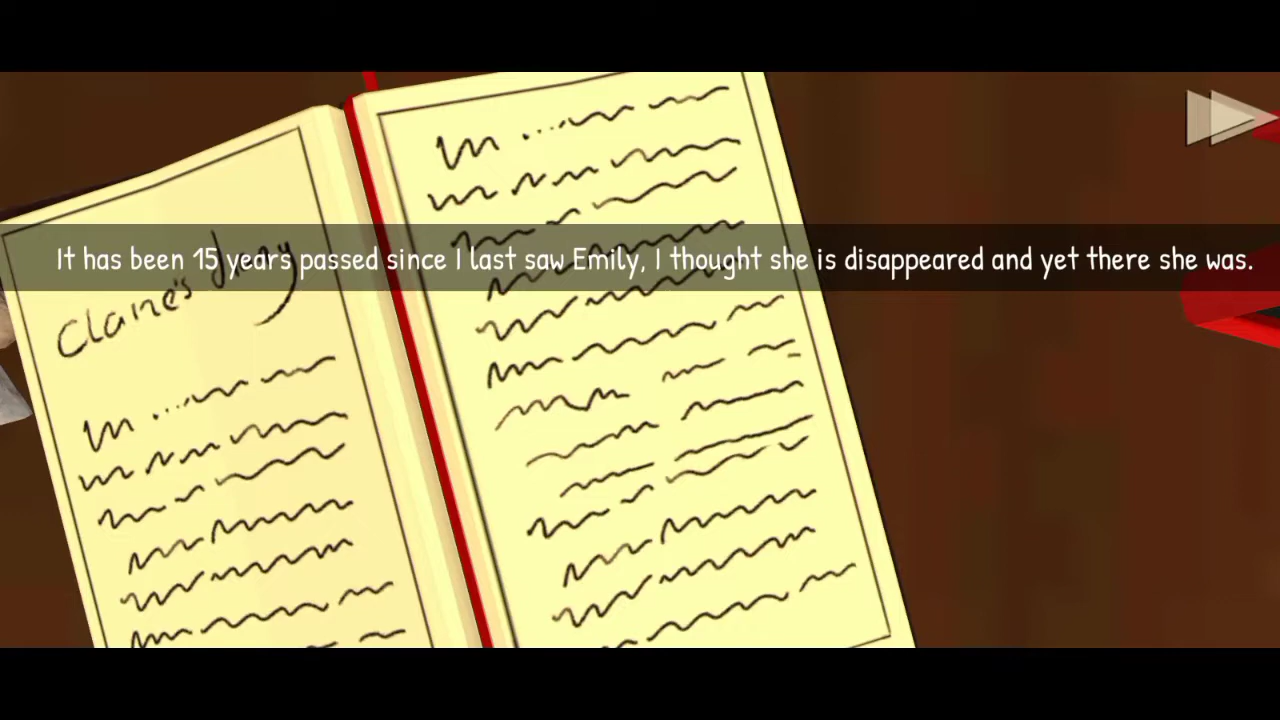 It has been 15 years passed since I last saw Emily, I thought she is disappeared and yet there she was.
Claire's diary